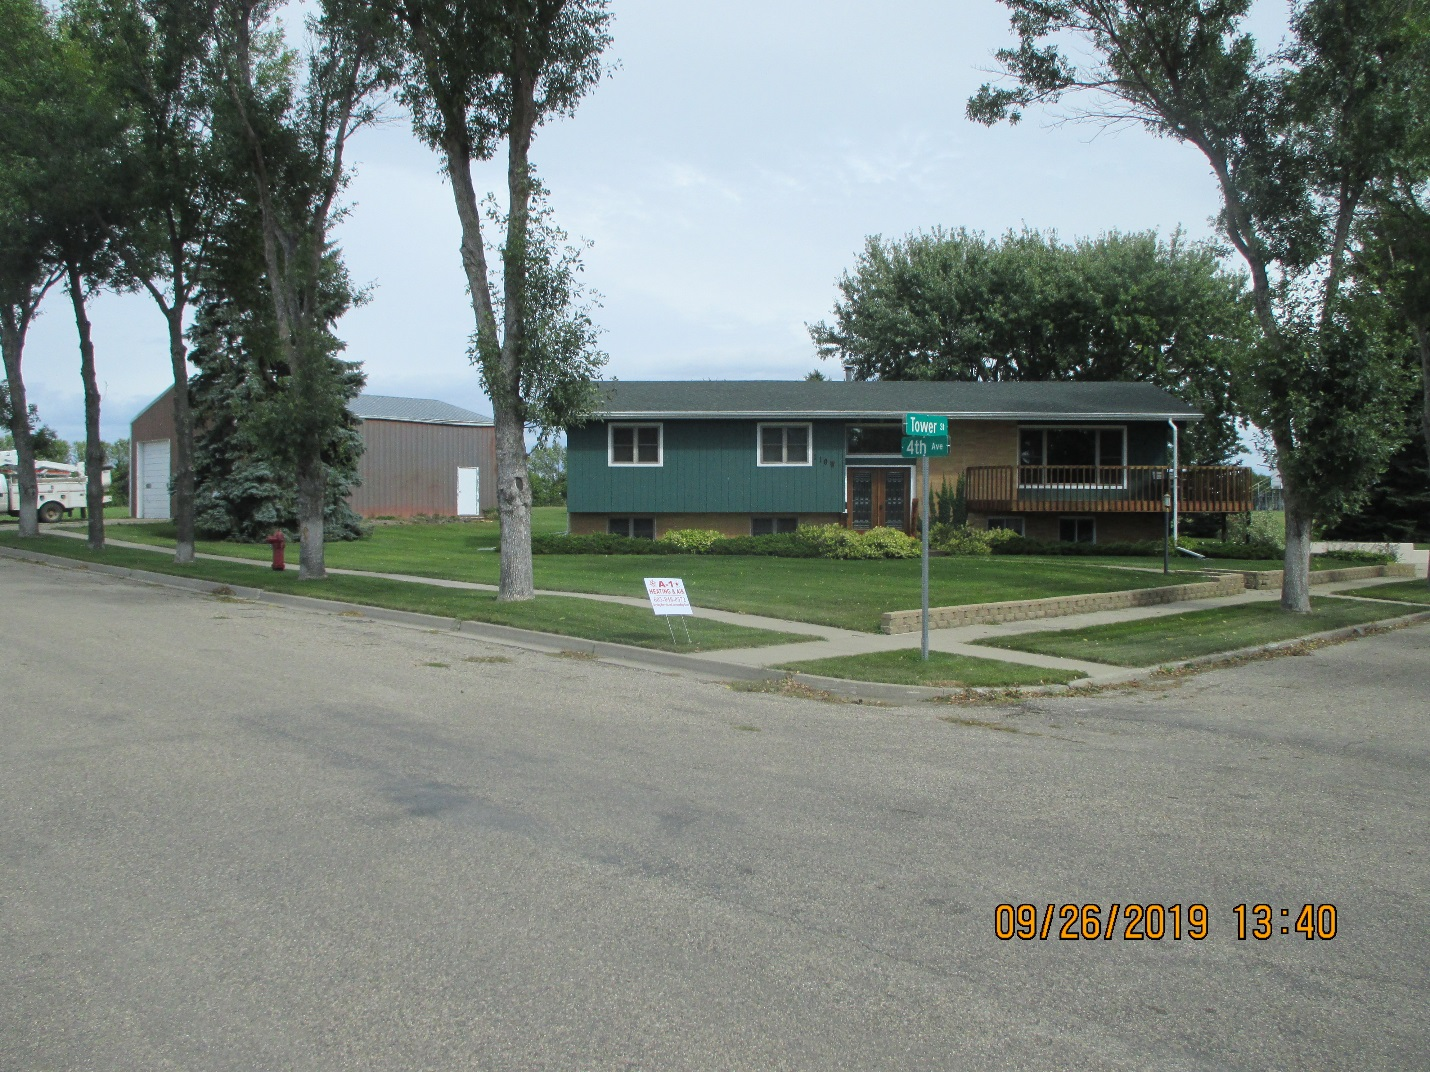 Tower St
4th Ave
A-1+
HEATING & AIR
09/26/2019 13:40